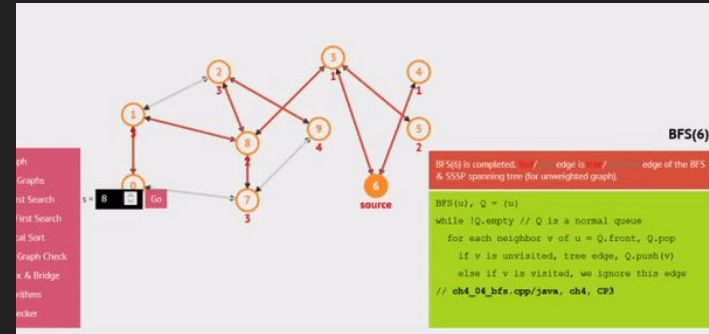 2
3
3
1
4
1
1
9
4
5
2
8
BFS(6)
ph
Graphs
rst Search
First Search
cal Sort
Graph Check
x & Bridge
rithms
ecker
0
s = 8 Go
7
3
6
source
BFS(6) is completed. Red/ edge is tree/ edge of the BFS
& SSSP spanning tree (for unweighted graph).
BFS(u), Q = {u}
while !Q.empty // Q is a normal queue
for each neighbor v of u = Q.front, Q.pop
if v is unvisited, tree edge, Q.push(v)
else if v is visited, we ignore this edge
// ch4_04_bfs.cpp/java, ch4, CP3